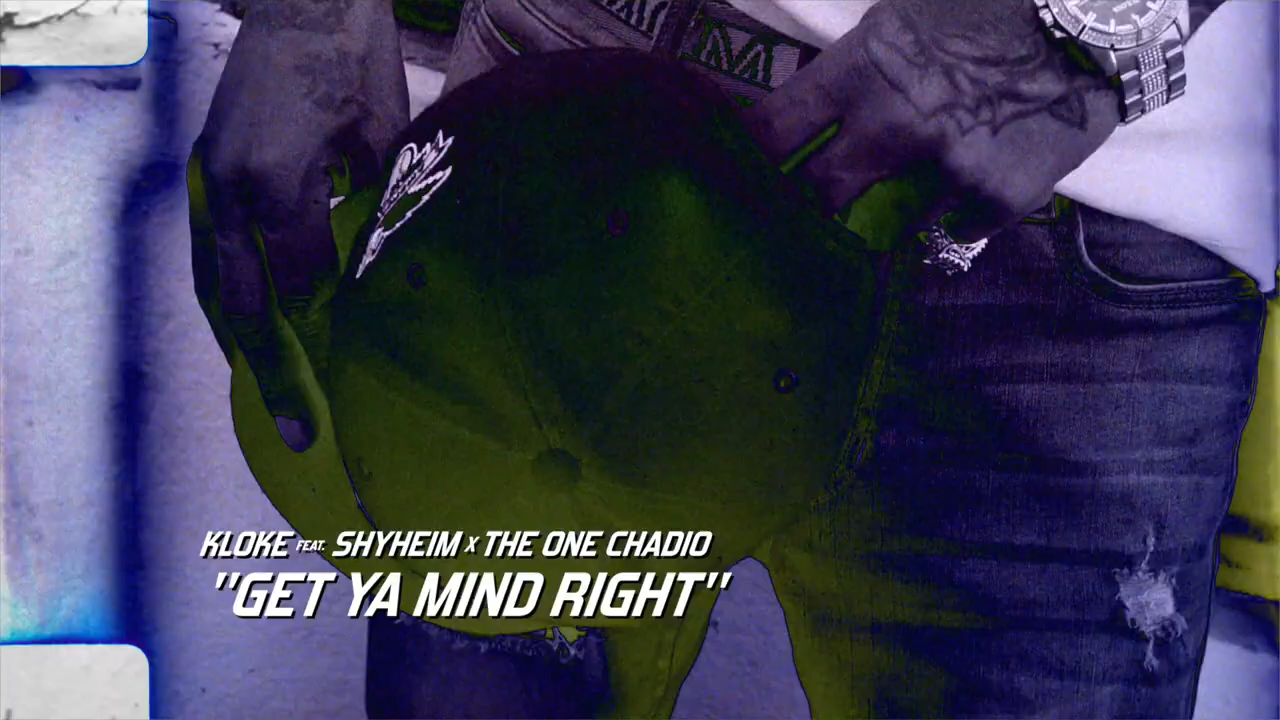 KLOKE FEAT. SHYHEIM X THE ONE CHADIO
"GET YA MIND RIGHT"